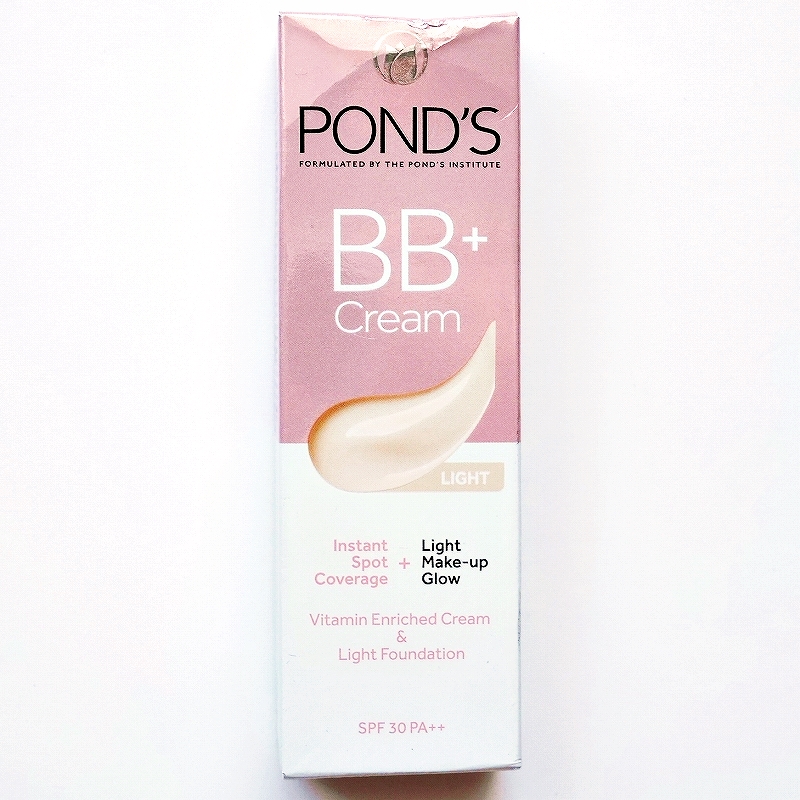 POND'S
FORMULATED BY THE POND'S INSTITUTE
BB+
Cream
LIGHT
Instant
Spot
Coverage
+
Light
Make-up
Glow
Vitamin Enriched Cream
&
Light Foundation
SPF 30 PA++